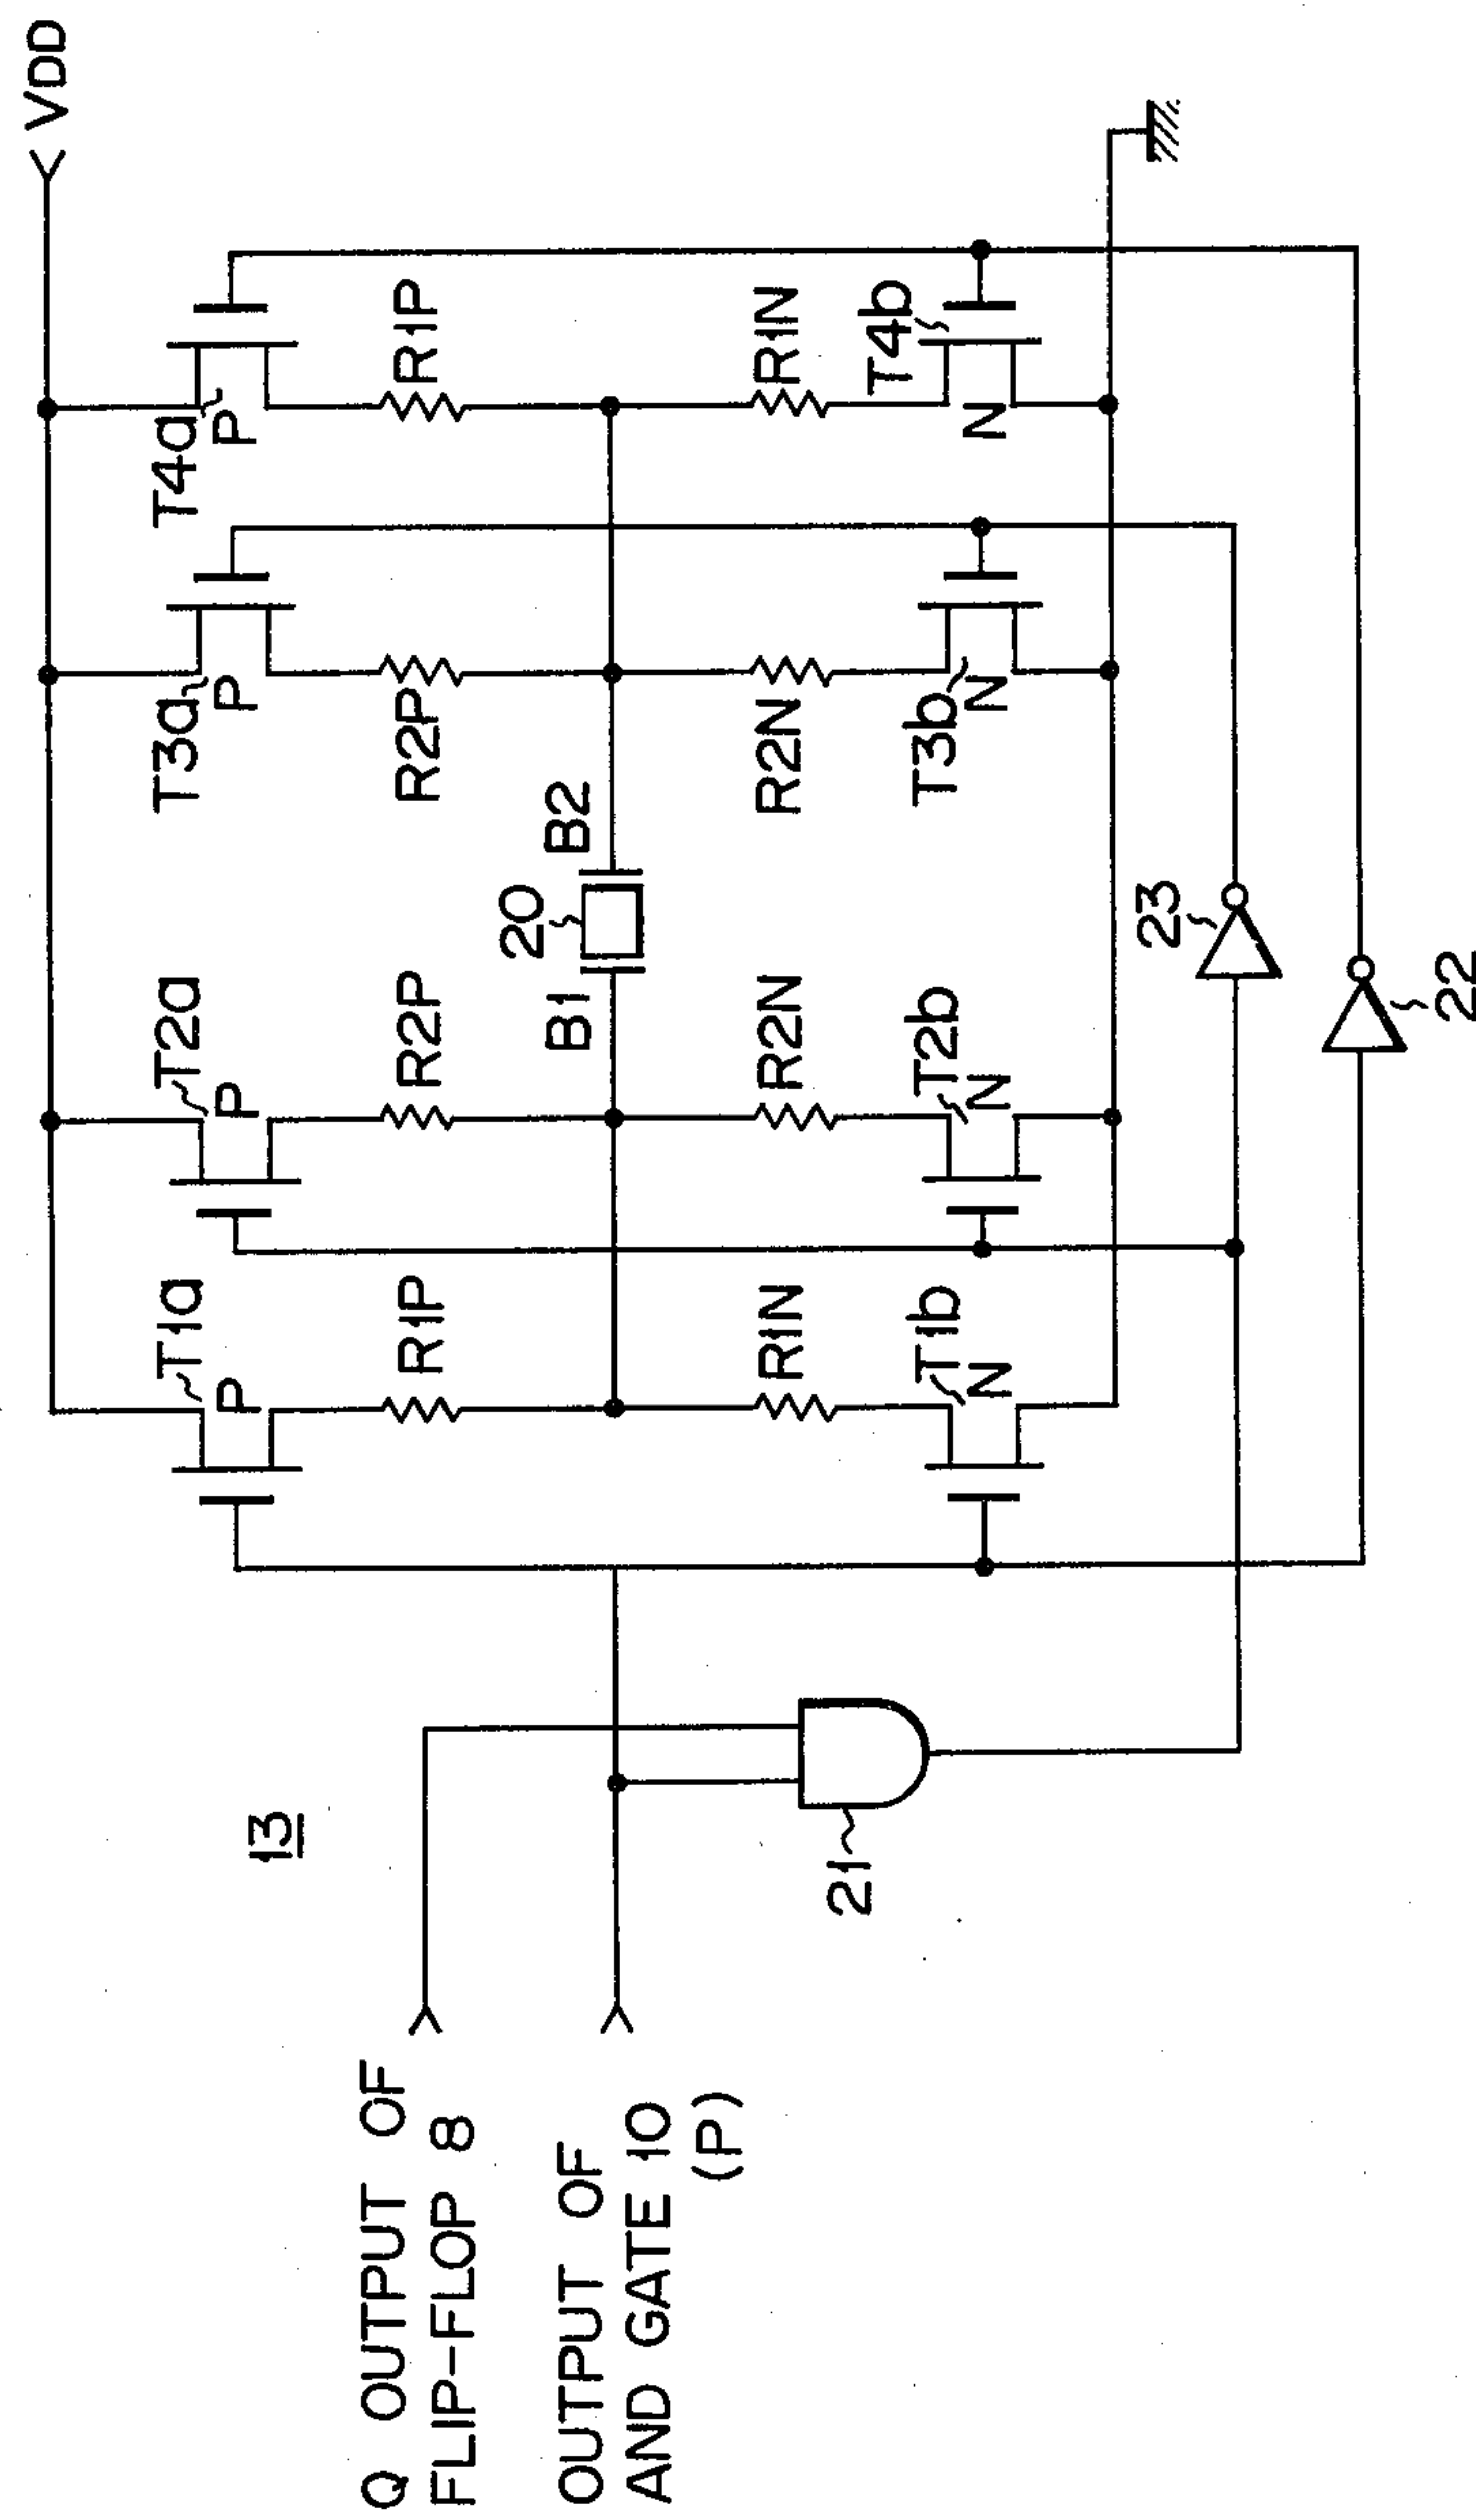 VDD
T1a
T2a
T3a
T4a
P
P
P
P
13
Q OUTPUT OF
FLIP-FLOP 8
R1P
R2P
R2P
R1P
20
B1
B2
OUTPUT OF
AND GATE 10
(P)
R1N
R2N
R2N
R1N
21
T1b
T2b
T3b
T4b
N
N
N
N
23
22